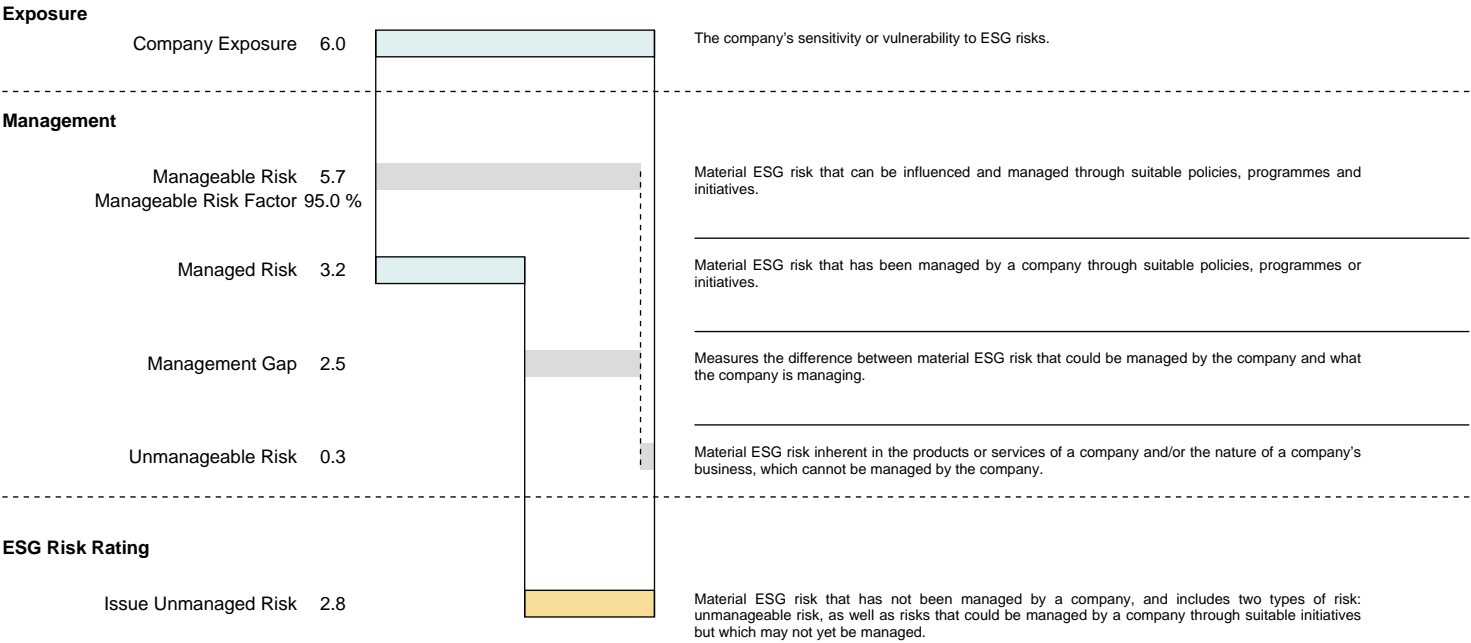 Exposure
Company Exposure 6.0
The company’s sensitivity or vulnerability to ESG risks.
Management
Manageable Risk 5.7
Manageable Risk Factor 95.0 %
Material ESG risk that can be influenced and managed through suitable policies, programmes and
initiatives.
Managed Risk 3.2
Material ESG risk that has been managed by a company through suitable policies, programmes or
initiatives.
Management Gap 2.5
Measures the difference between material ESG risk that could be managed by the company and what
the company is managing.
Unmanageable Risk 0.3
Material ESG risk inherent in the products or services of a company and/or the nature of a company’s
business, which cannot be managed by the company.
ESG Risk Rating
Issue Unmanaged Risk 2.8
Material ESG risk that has not been managed by a company, and includes two types of risk:
unmanageable risk, as well as risks that could be managed by a company through suitable initiatives
but which may not yet be managed.